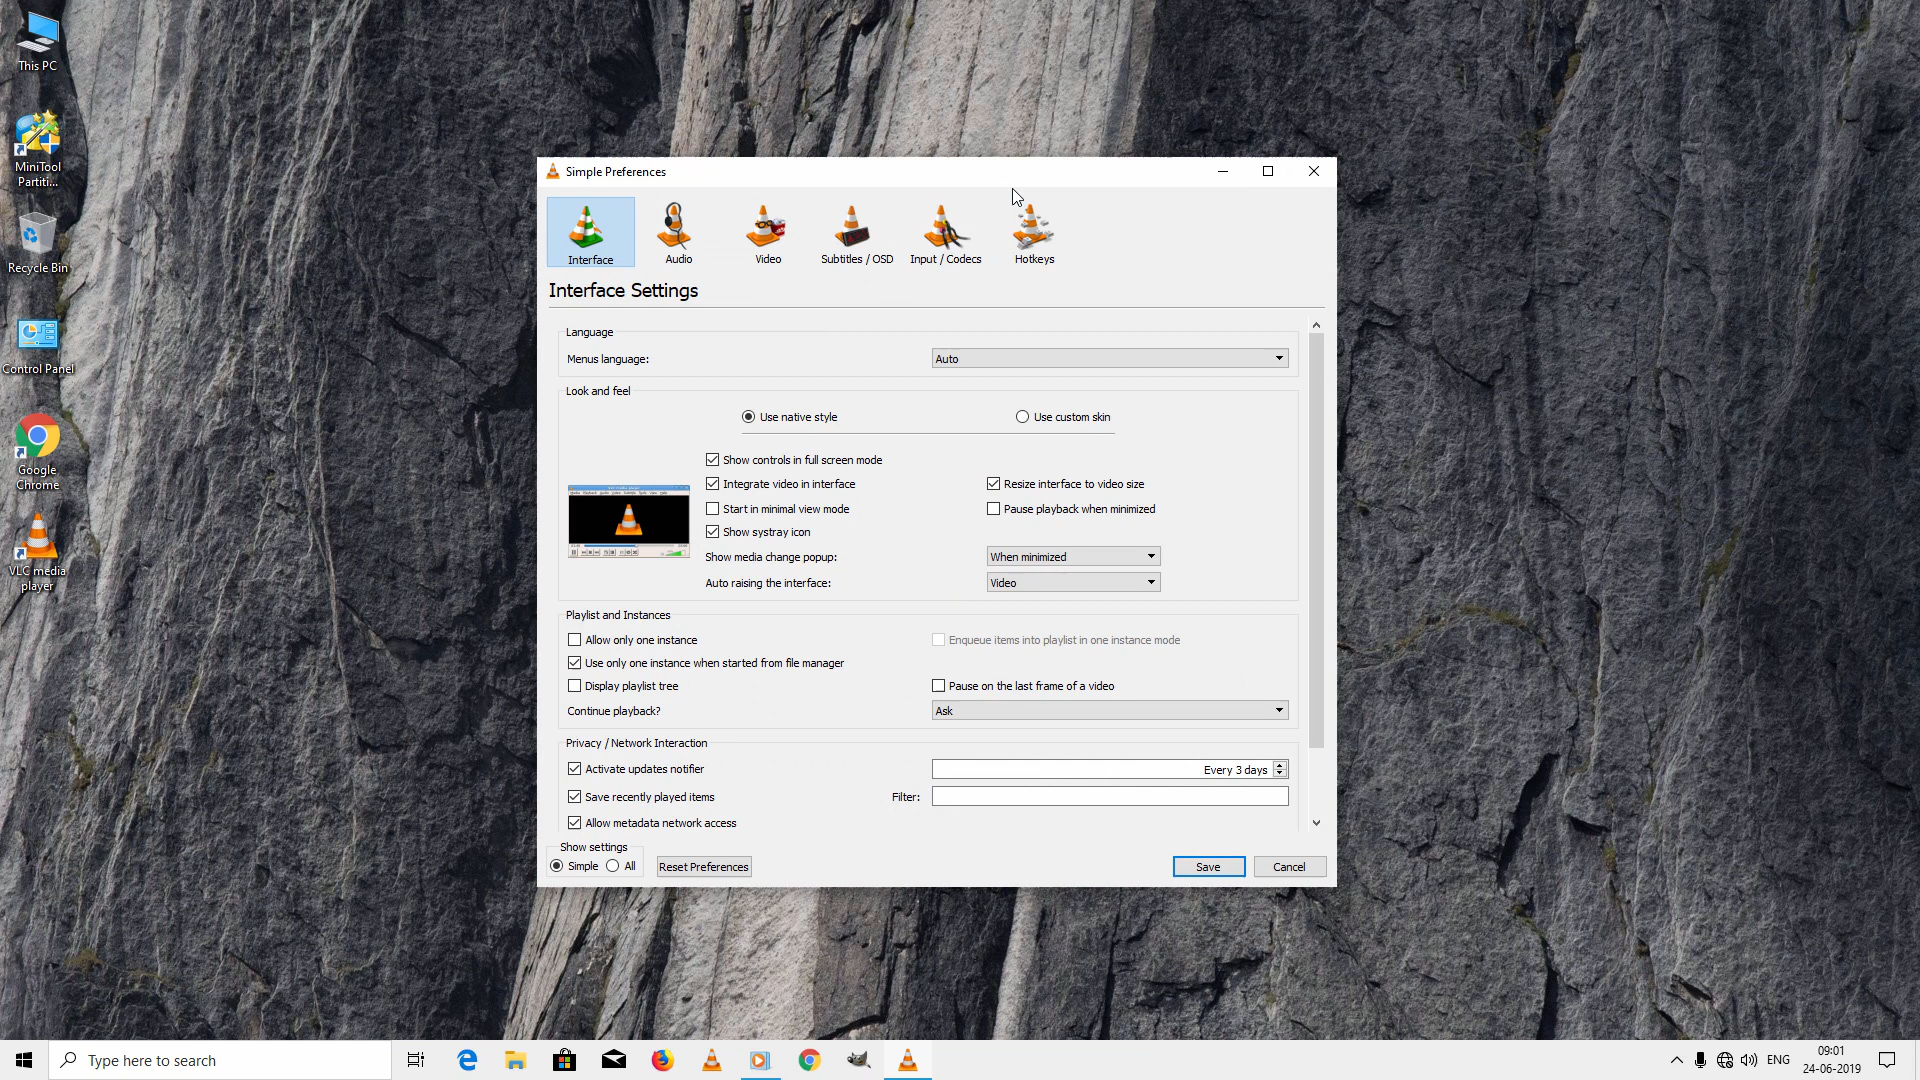 This PC
MiniTool
Partiti...
Recycle Bin
Control Panel
Google
Chrome
VLC media
player
Simple Preferences
Interface
Audio
Video
Subtitles / OSD
Input / Codecs
Hotkeys
Interface Settings
Language
Menus language:
Auto
Look and feel
Use native style
Use custom skin
Show controls in full screen mode
Integrate video in interface
Resize interface to video size
Start in minimal view mode
Pause playback when minimized
Show systray icon
Show media change popup:
When minimized
Auto raising the interface:
Video
Playlist and Instances
Allow only one instance
Enqueue items into playlist in one instance mode
Use only one instance when started from file manager
Display playlist tree
Pause on the last frame of a video
Continue playback?
Ask
Privacy / Network Interaction
Activate updates notifier
Every 3 days
Save recently played items
Filter:
Allow metadata network access
Show settings
Simple
All
Reset Preferences
Save
Cancel
Type here to search
ENG
09:01
24-06-2019